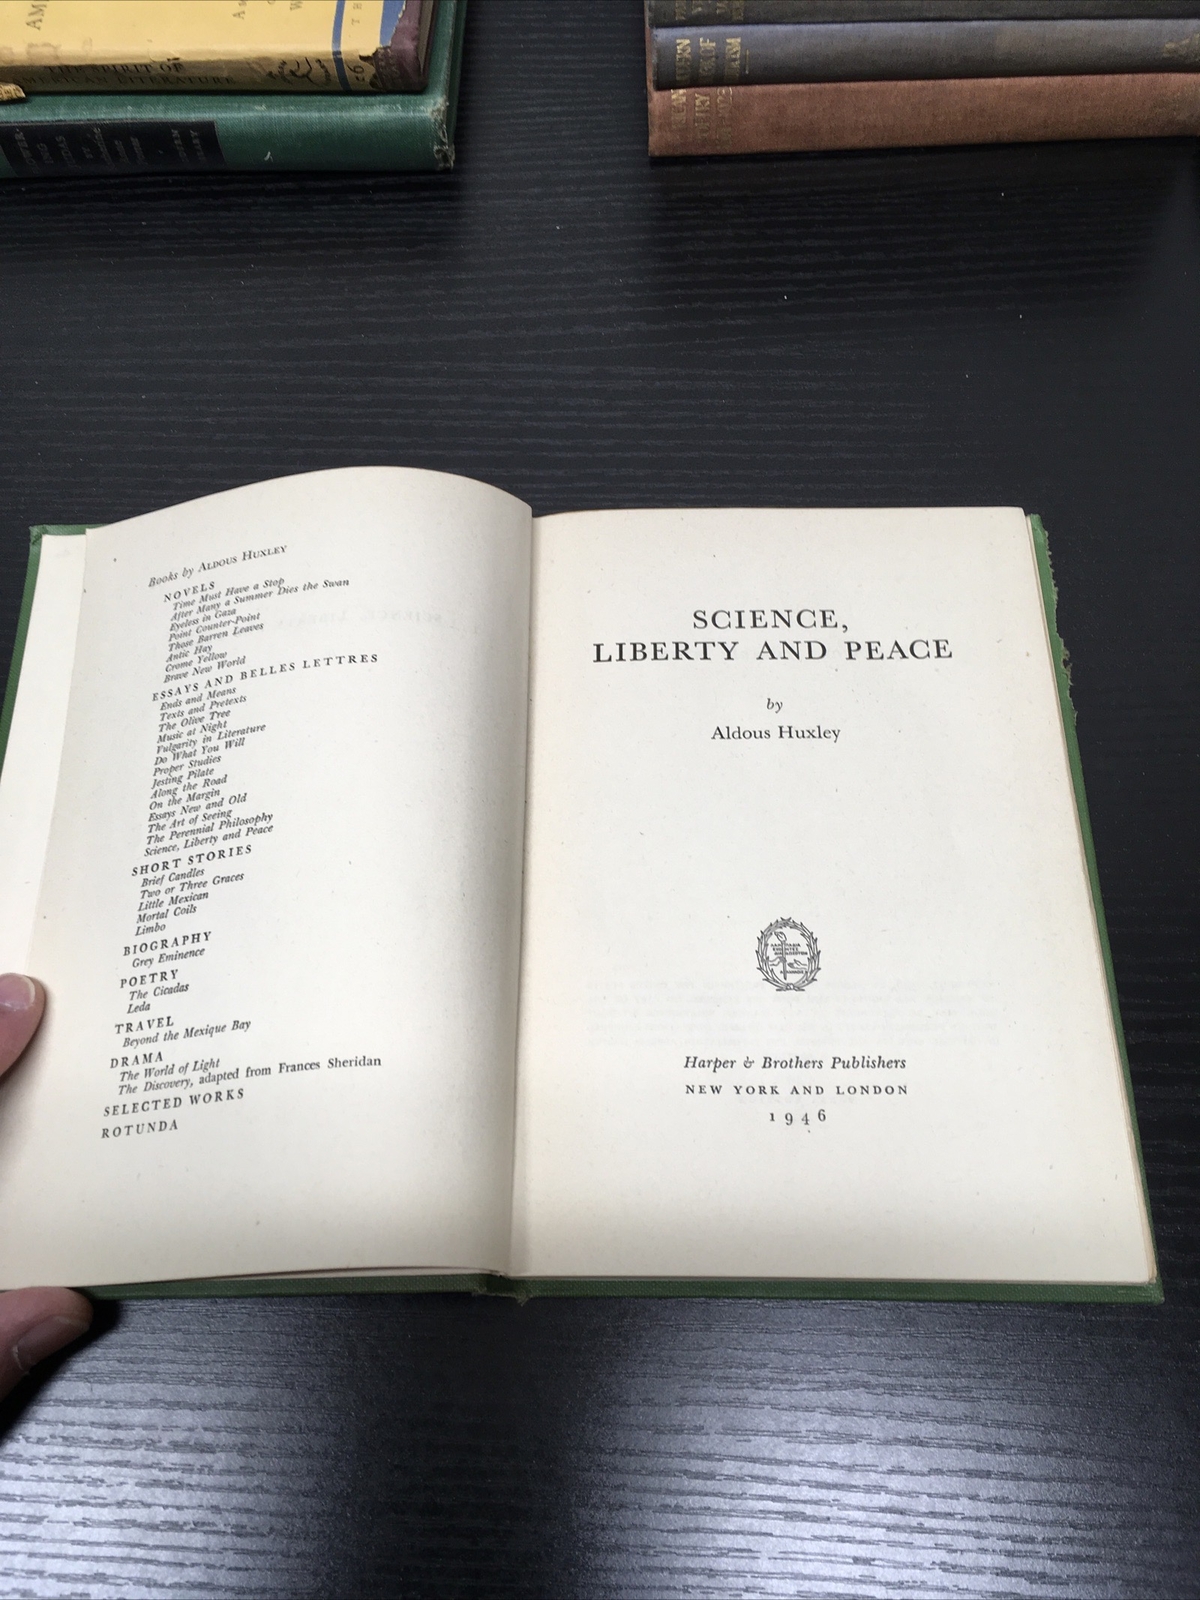 THE SPIRIT OF
AMERICAN LITERATURE
Books by ALDOUS HUXLEY
NOVELS
Time Must Have a Stop
After Many a Summer Dies the Swan
Eyeless in Gaza
Point Counter-Point
Those Barren Leaves
Antic Hay
Crome Yellow
Brave New World
ESSAYS AND BELLES LETTRES
Ends and Means
Texts and Pretexts
The Olive Tree
Music at Night
Vulgarity in Literature
Do What You Will
Proper Studies
Jesting Pilate
Along the Road
On the Margin
Essays New and Old
The Art of Seeing
The Perennial Philosophy
Science, Liberty and Peace
SHORT STORIES
Brief Candles
Two or Three Graces
Little Mexican
Mortal Coils
Limbo
BIOGRAPHY
Grey Eminence
POETRY
The Cicadas
Leda
TRAVEL
Beyond the Mexique Bay
DRAMA
The World of Light
The Discovery, adapted from Frances Sheridan
SELECTED WORKS
ROTUNDA
SCIENCE,
LIBERTY AND PEACE
by
Aldous Huxley
Harper & Brothers Publishers
NEW YORK AND LONDON
1946